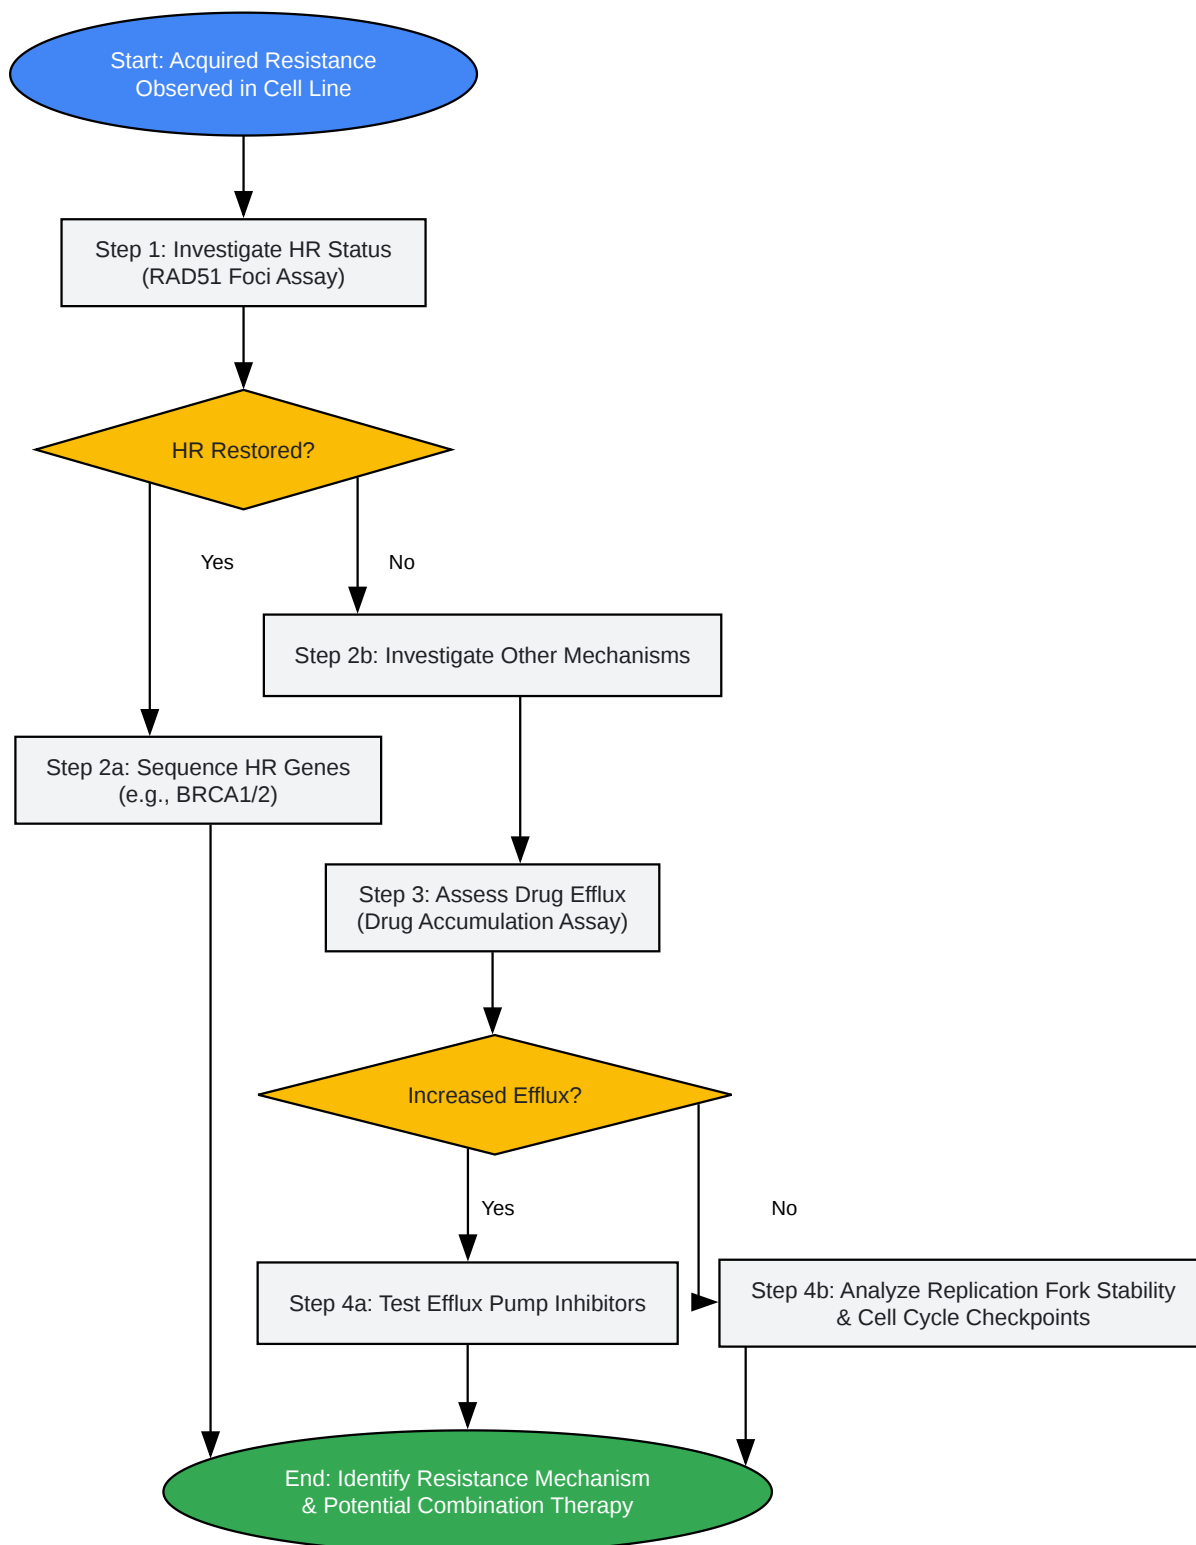 Start: Acquired Resistance
Observed in Cell Line
Step 1: Investigate HR Status
(RAD51 Foci Assay)
HR Restored?
Yes
No
Step 2b: Investigate Other Mechanisms
Step 2a: Sequence HR Genes
(e.g., BRCA1/2)
Step 3: Assess Drug Efflux
(Drug Accumulation Assay)
Increased Efflux?
Yes
No
Step 4a: Test Efflux Pump Inhibitors
Step 4b: Analyze Replication Fork Stability
& Cell Cycle Checkpoints
End: Identify Resistance Mechanism
& Potential Combination Therapy